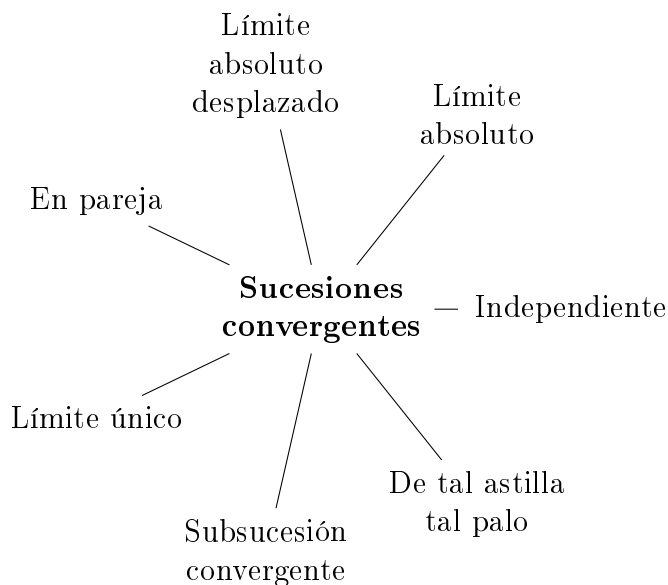 Límite
absoluto
desplazado
Límite
absoluto
En pareja
Sucesiones
convergentes
Independiente
Límite único
De tal astilla
tal palo
Subsucesión
convergente